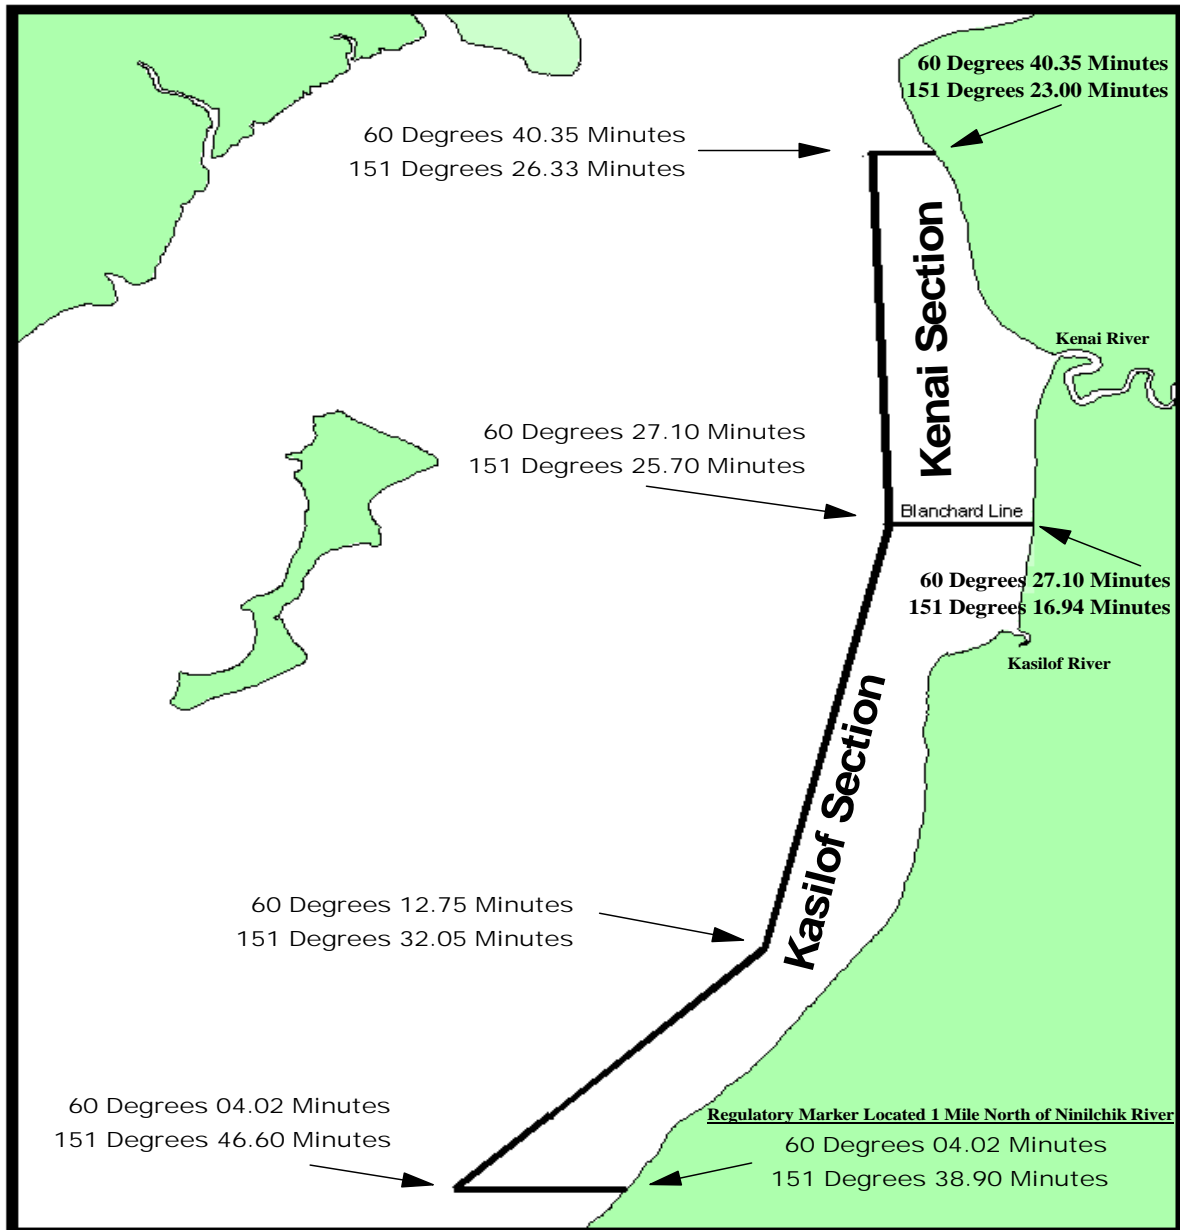 60 Degrees 40.35 Minutes
151 Degrees 23.00 Minutes
60 Degrees 40.35 Minutes
151 Degrees 26.33 Minutes
Kenai Section
Kenai River
60 Degrees 27.10 Minutes
151 Degrees 25.70 Minutes
Blanchard Line
60 Degrees 27.10 Minutes
151 Degrees 16.94 Minutes
Kasilof River
Kasilof Section
60 Degrees 12.75 Minutes
151 Degrees 32.05 Minutes
60 Degrees 04.02 Minutes
151 Degrees 46.60 Minutes
Regulatory Marker Located 1 Mile North of Ninilchik River
60 Degrees 04.02 Minutes
151 Degrees 38.90 Minutes